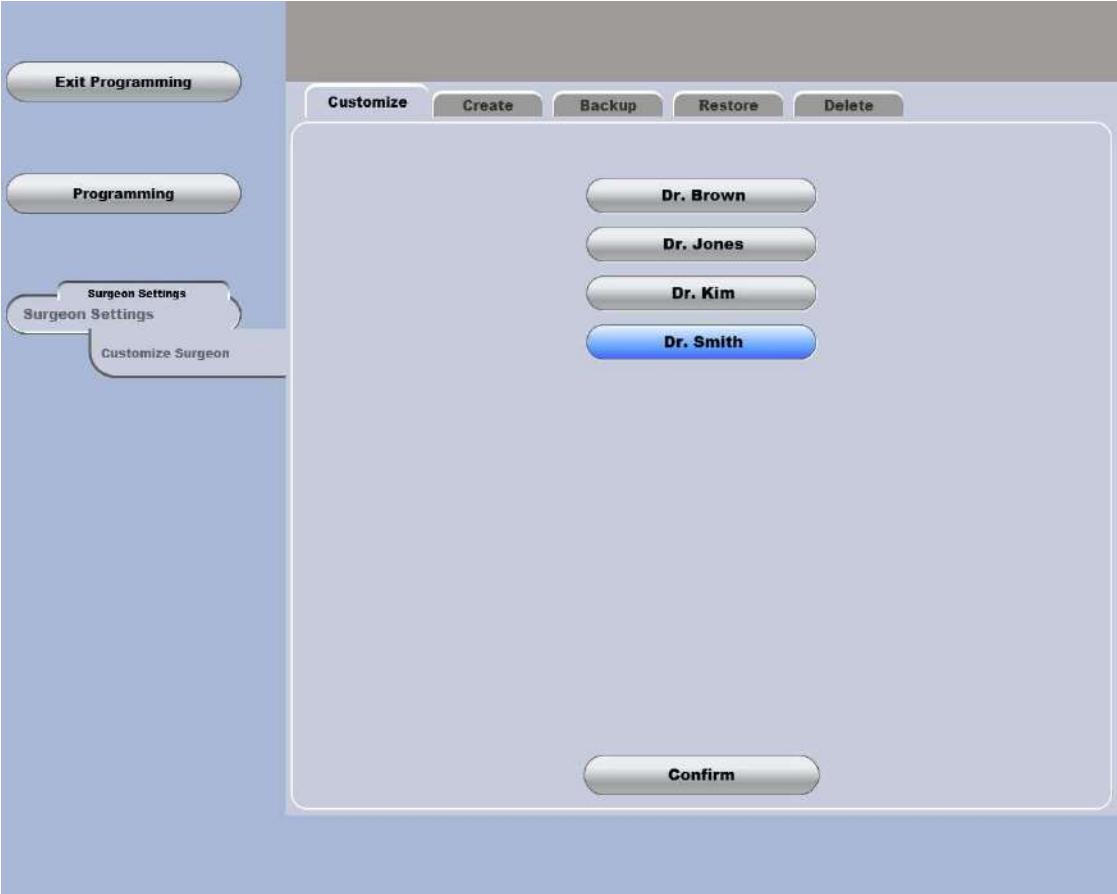 Exit Programming
Programming
Surgeon Settings
Surgeon Settings
Customize Surgeon
Customize
Create
Backup
Restore
Delete
Dr. Brown
Dr. Jones
Dr. Kim
Dr. Smith
Confirm